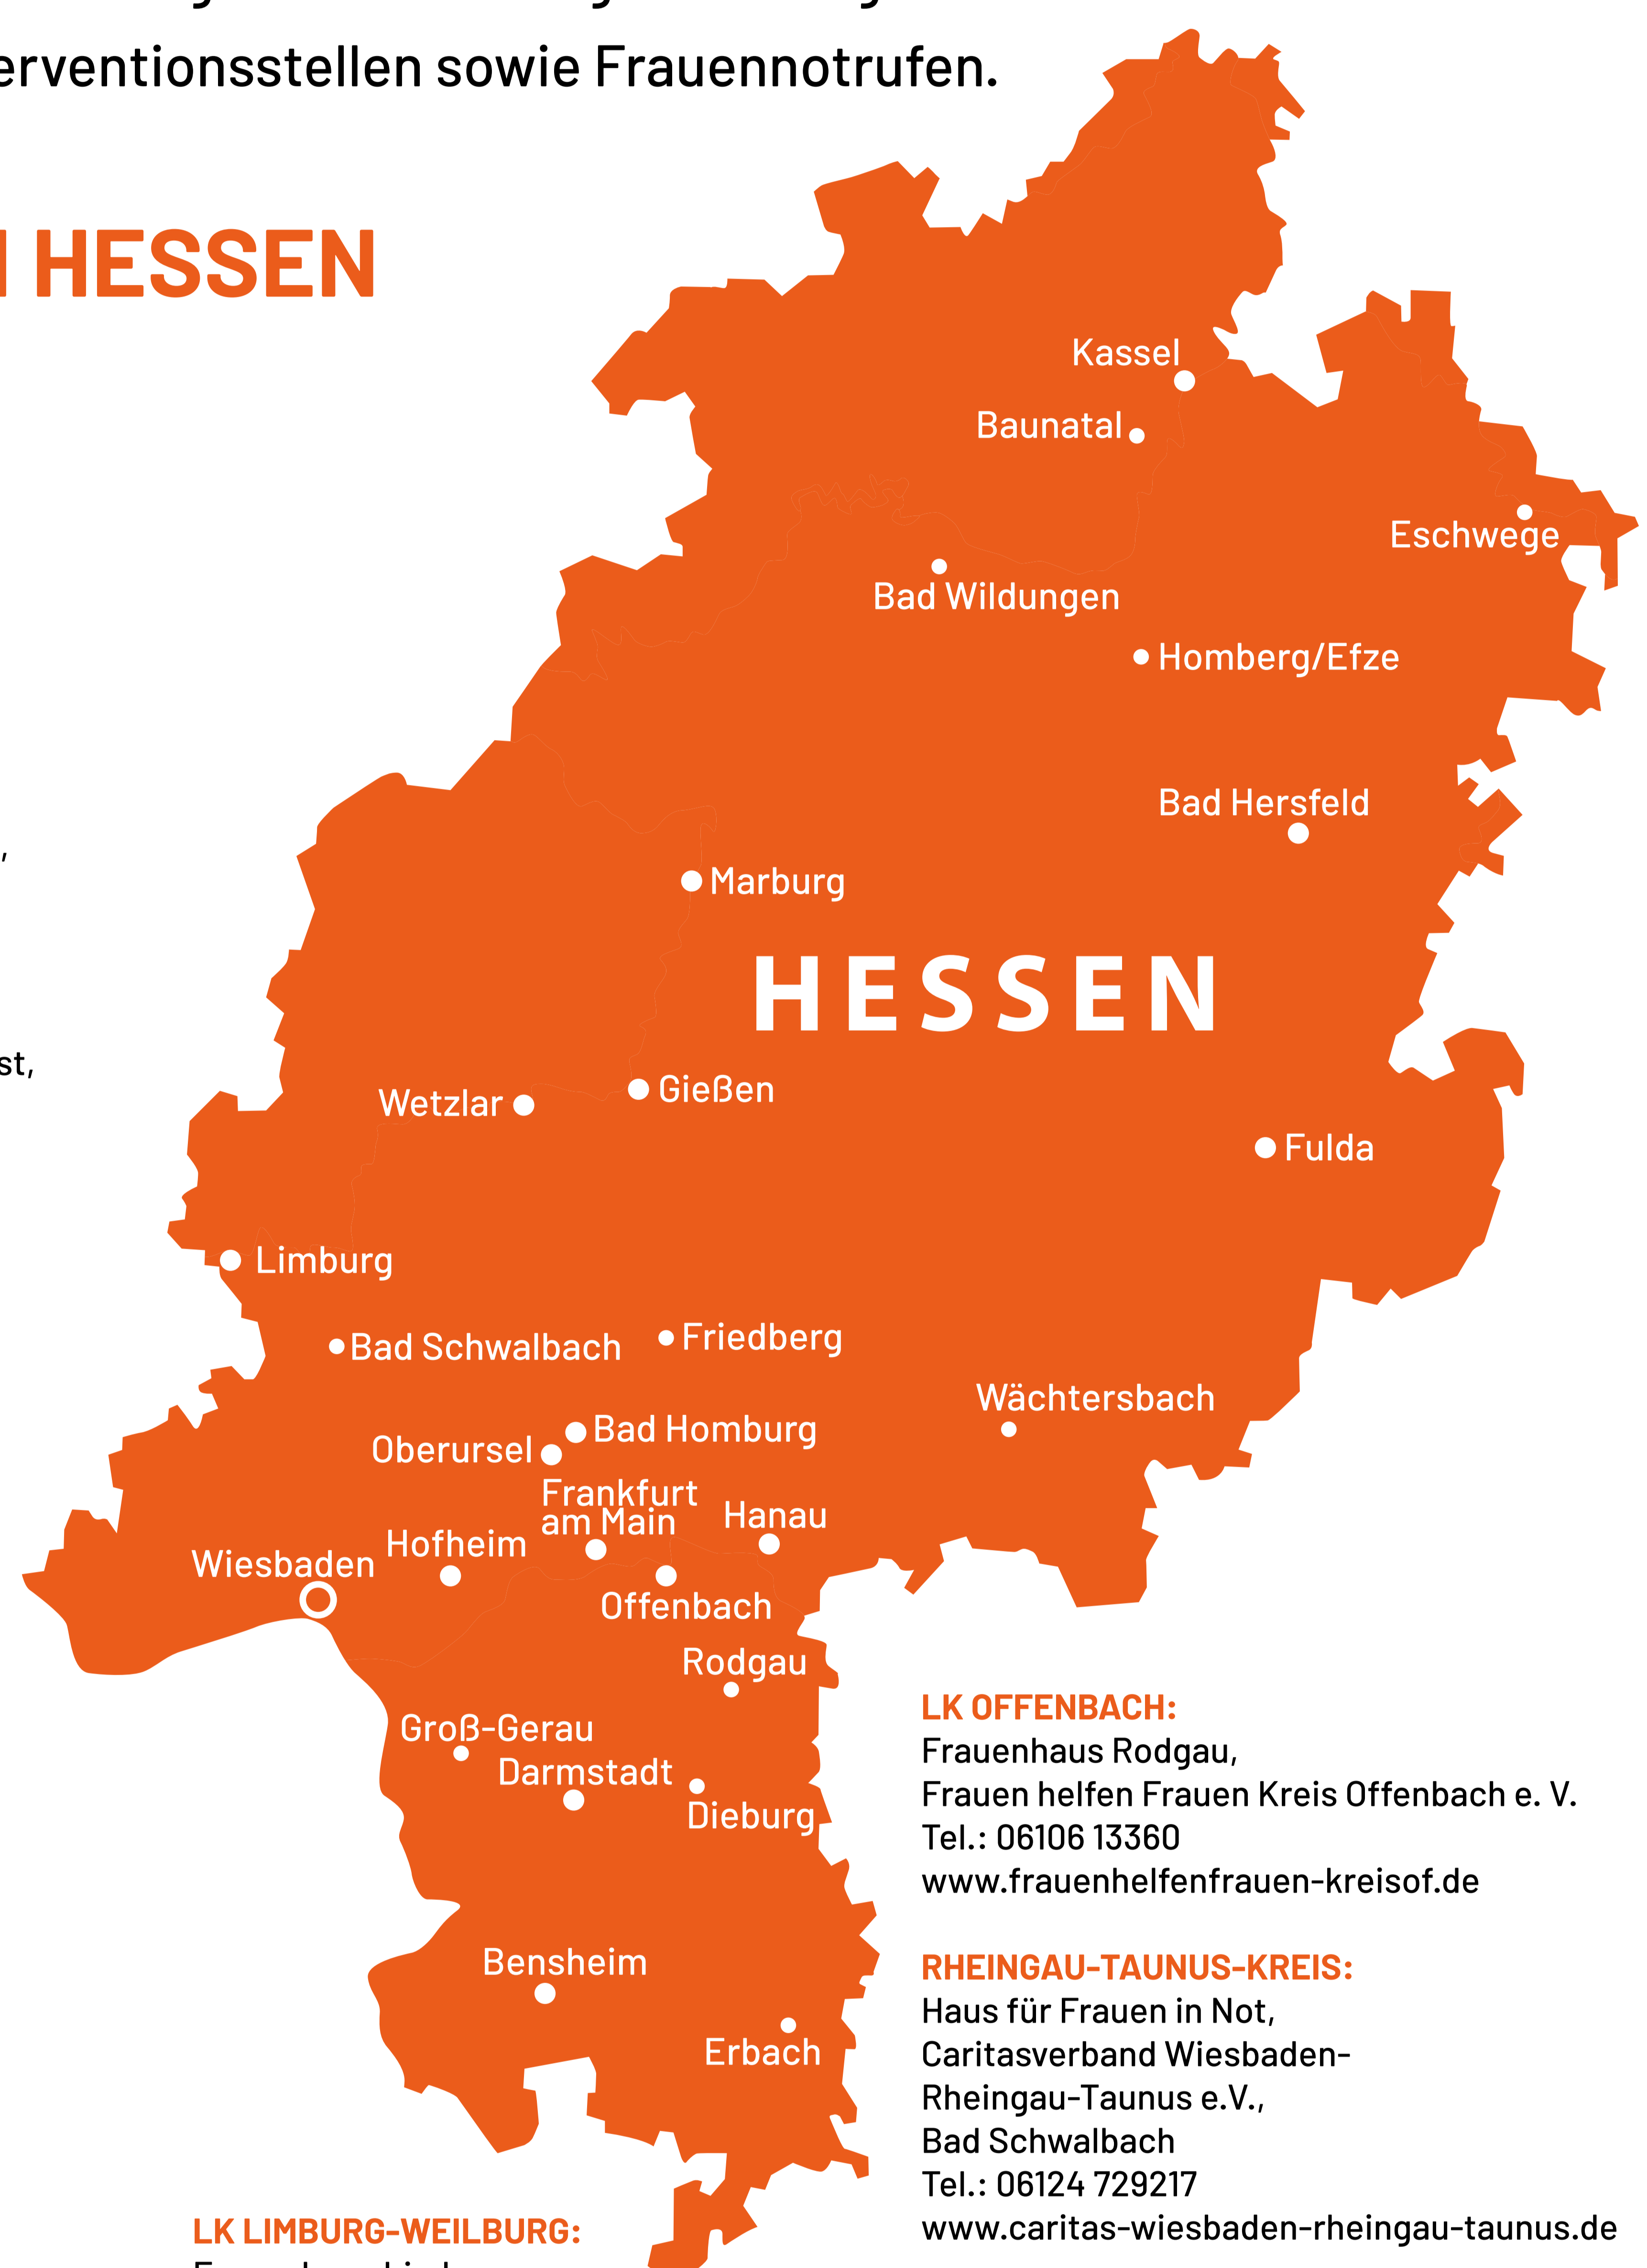 erventionsstellen sowie Frauennotrufen.
HESSEN
Kassel
Baunatal
Eschwege
Bad Wildungen
Homberg/Efze
Bad Hersfeld
,
Marburg
HESSEN
st,
Wetzlar
Gießen
Fulda
Limburg
Bad Schwalbach
Friedberg
Wächtersbach
Bad Homburg
Oberursel
Frankfurt
am Main
Hanau
Hofheim
Wiesbaden
Offenbach
Rodgau
Groß-Gerau
Darmstadt
Dieburg
Bensheim
Erbach
LK OFFENBACH:
Frauenhaus Rodgau,
Frauen helfen Frauen Kreis Offenbach e. V.
Tel.: 06106 13360
www.frauenhelfenfrauen-kreisof.de
RHEINGAU-TAUNUS-KREIS:
Haus für Frauen in Not,
Caritasverband Wiesbaden-
Rheingau-Taunus e.V.,
Bad Schwalbach
Tel.: 06124 729217
www.caritas-wiesbaden-rheingau-taunus.de
LK LIMBURG-WEILBURG: